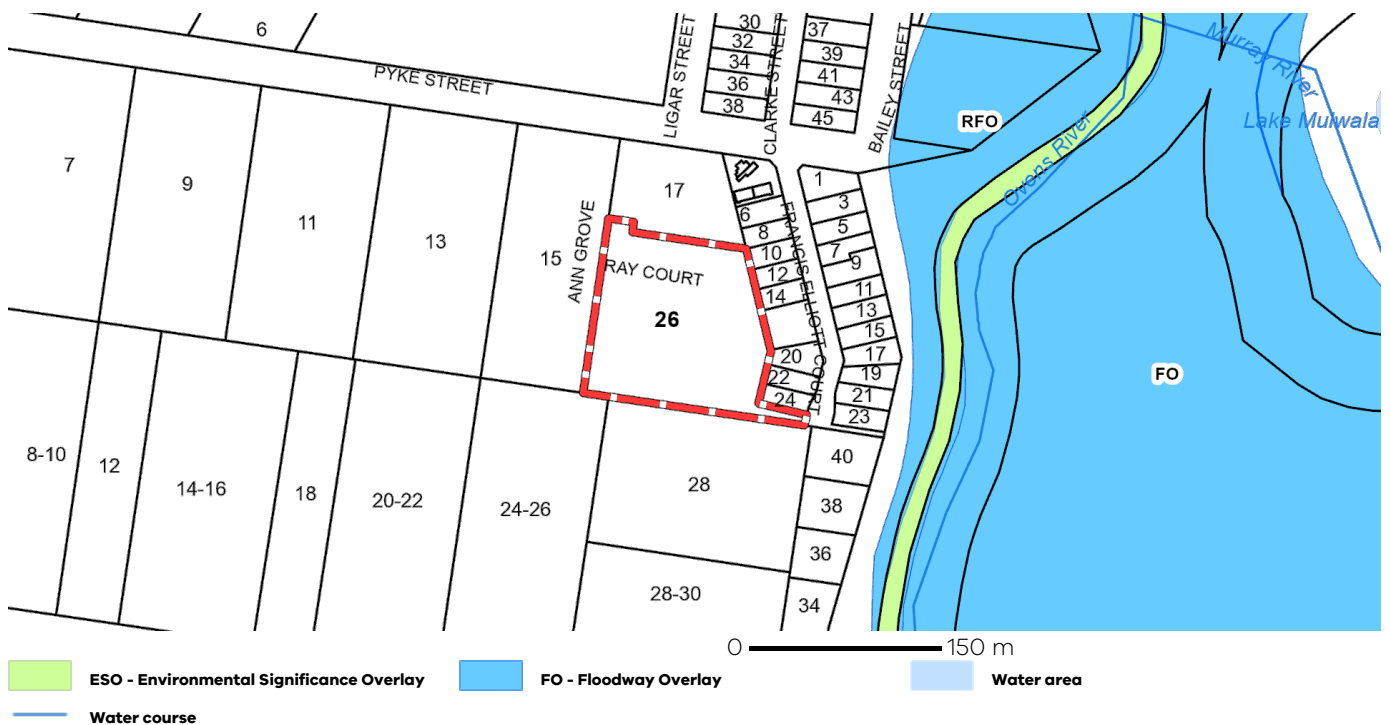 6
PYKE STREET
LIGAR STREET
30
32
34
36
38
CLARKE STREET
37
39
41
43
45
BAILEY STREET
RFO
Murray River
Lake Mulwala
Ovens River
7
9
11
13
15
ANN GROVE
17
RAY COURT
26
6
8
10
12
14
20
22
24
FRANCIS ELLIOTT COURT
1
3
5
7
9
11
13
15
17
19
21
23
FO
8-10
12
14-16
18
20-22
24-26
28
28-30
40
38
36
34
0 150 m
ESO - Environmental Significance Overlay
FO - Floodway Overlay
Water area
Water course